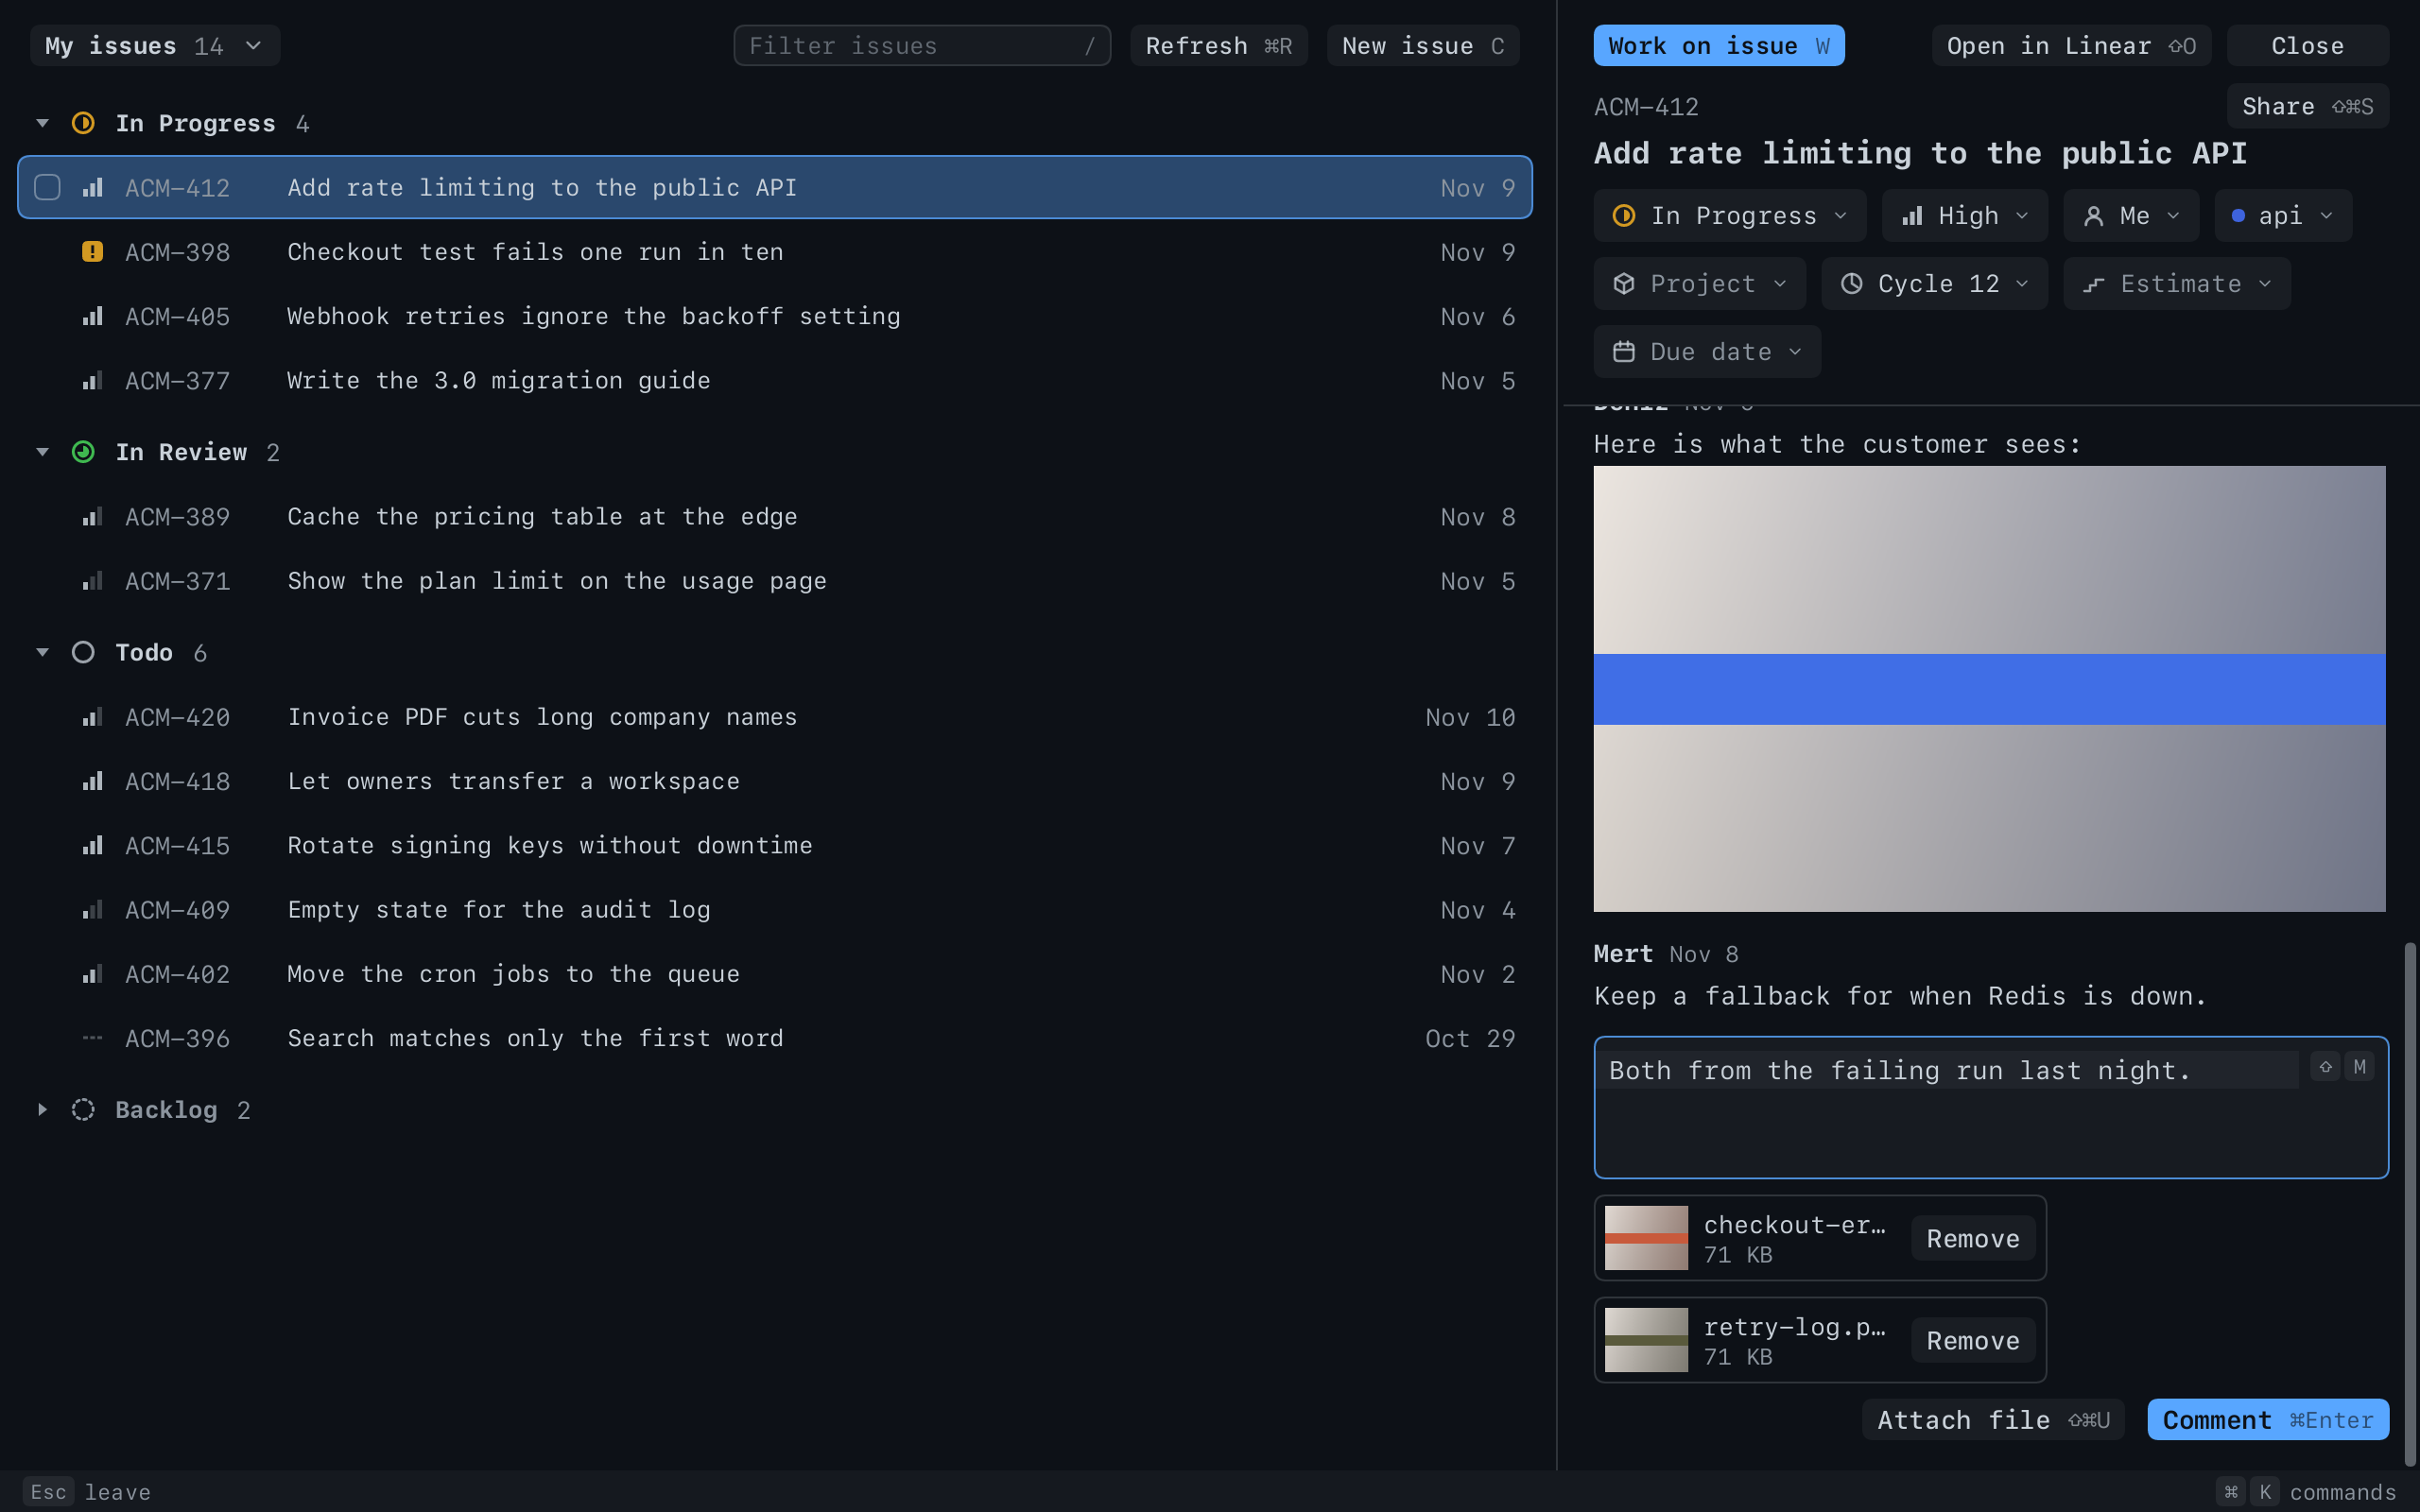 My issues 14
Filter issues /
Refresh ⌘R
New issue C
In Progress 4
ACM-412 Add rate limiting to the public API Nov 9
ACM-398 Checkout test fails one run in ten Nov 9
ACM-405 Webhook retries ignore the backoff setting Nov 6
ACM-377 Write the 3.0 migration guide Nov 5
In Review 2
ACM-389 Cache the pricing table at the edge Nov 8
ACM-371 Show the plan limit on the usage page Nov 5
Todo 6
ACM-420 Invoice PDF cuts long company names Nov 10
ACM-418 Let owners transfer a workspace Nov 9
ACM-415 Rotate signing keys without downtime Nov 7
ACM-409 Empty state for the audit log Nov 4
ACM-402 Move the cron jobs to the queue Nov 2
ACM-396 Search matches only the first word Oct 29
Backlog 2
Work on issue W
Open in Linear ⇧O
Close
ACM-412
Share ⇧⌘S
Add rate limiting to the public API
In Progress High Me api
Project Cycle 12 Estimate
Due date
Here is what the customer sees:
Mert Nov 8
Keep a fallback for when Redis is down.
Both from the failing run last night. ⇧ M
checkout-er…
71 KB
Remove
retry-log.p…
71 KB
Remove
Attach file ⇧⌘U
Comment ⌘Enter
Esc leave
⌘ K commands